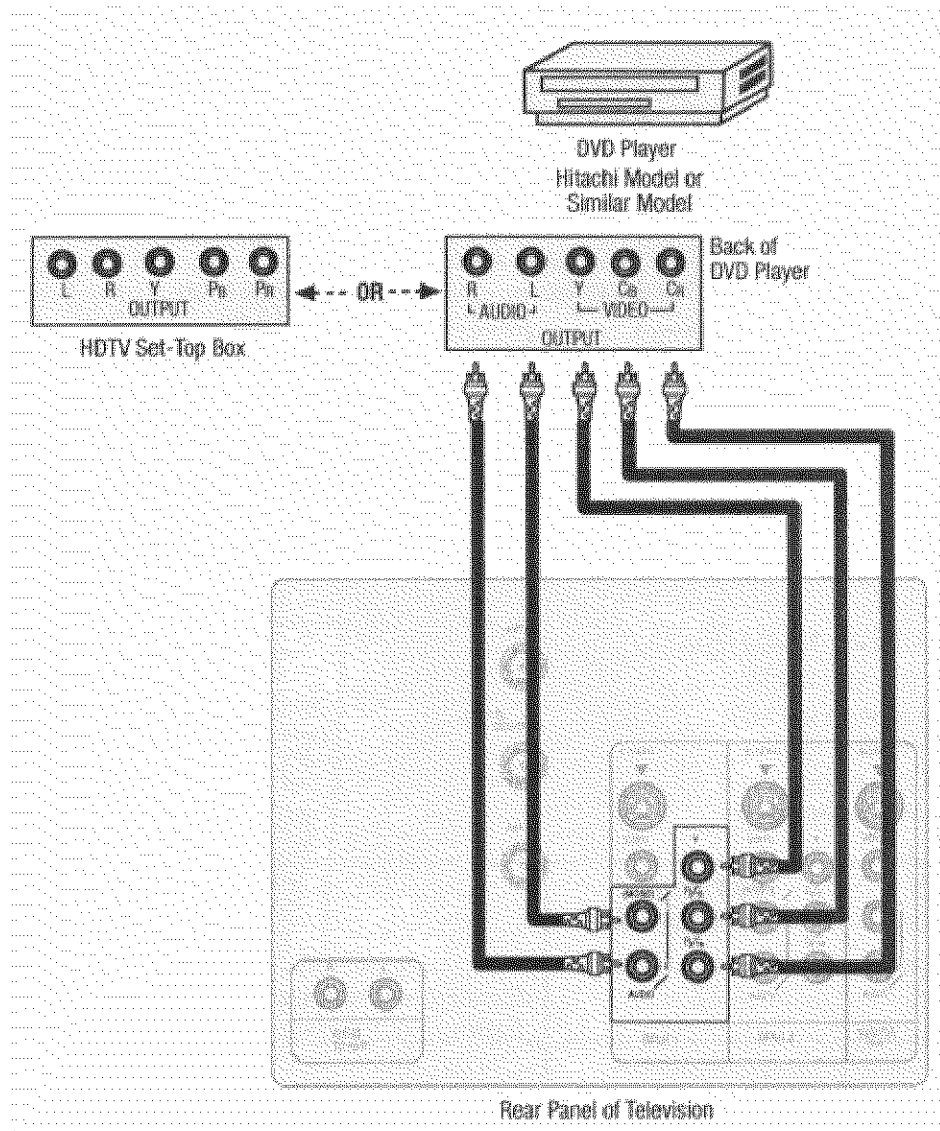 DVD Player
Hitachi Model or
Similar Model
L R Y PB PR
OUTPUT
HDTV Set-Top Box
OR
R L Y CB CR
AUDIO VIDEO
OUTPUT
Back of
DVD Player
AUDIO
Rear Panel of Television